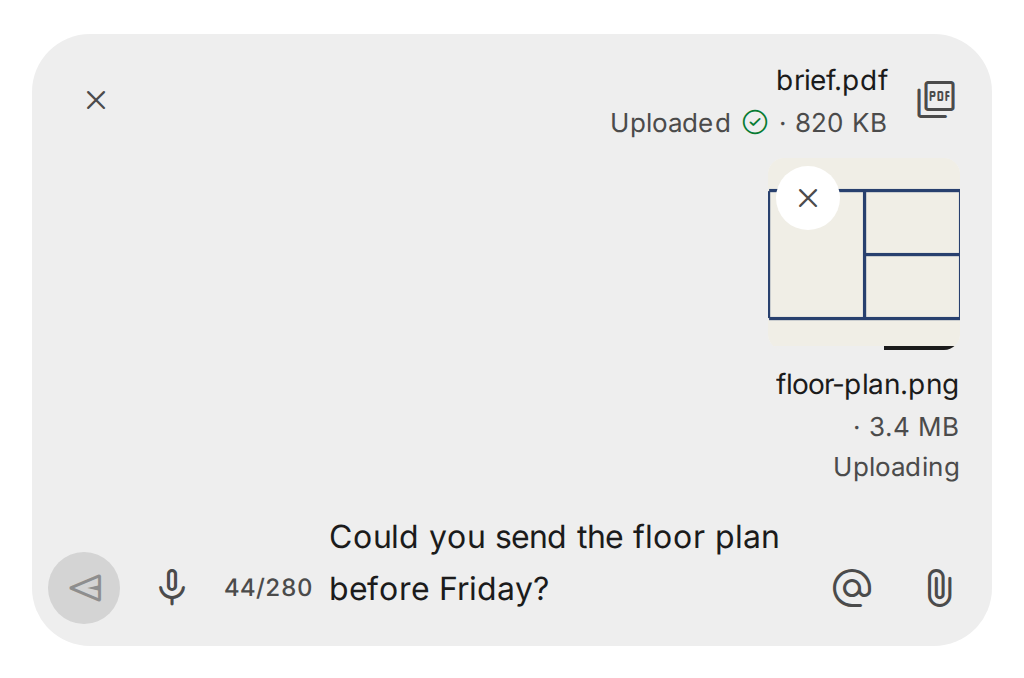 brief.pdf
Uploaded · 820 KB
PDF
floor-plan.png
· 3.4 MB
Uploading
Could you send the floor plan
before Friday?
44/280